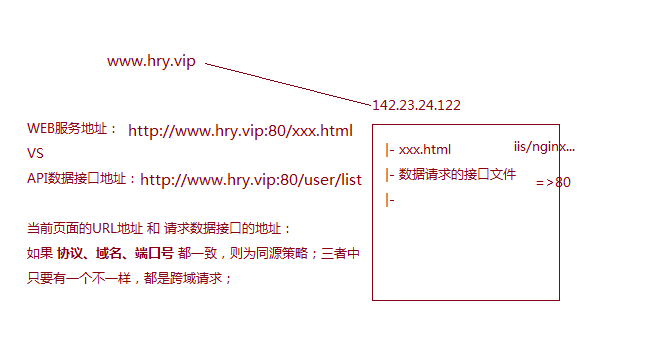 www.hry.vip
142.23.24.122
WEB服务地址： http://www.hry.vip:80/xxx.html
VS
API数据接口地址：http://www.hry.vip:80/user/list
|- xxx.html
iis/nginx...
|- 数据请求的接口文件
=>80
|-
当前页面的URL地址 和 请求数据接口的地址：
如果 协议、域名、端口号 都一致，则为同源策略；三者中
只要有一个不一样，都是跨域请求；